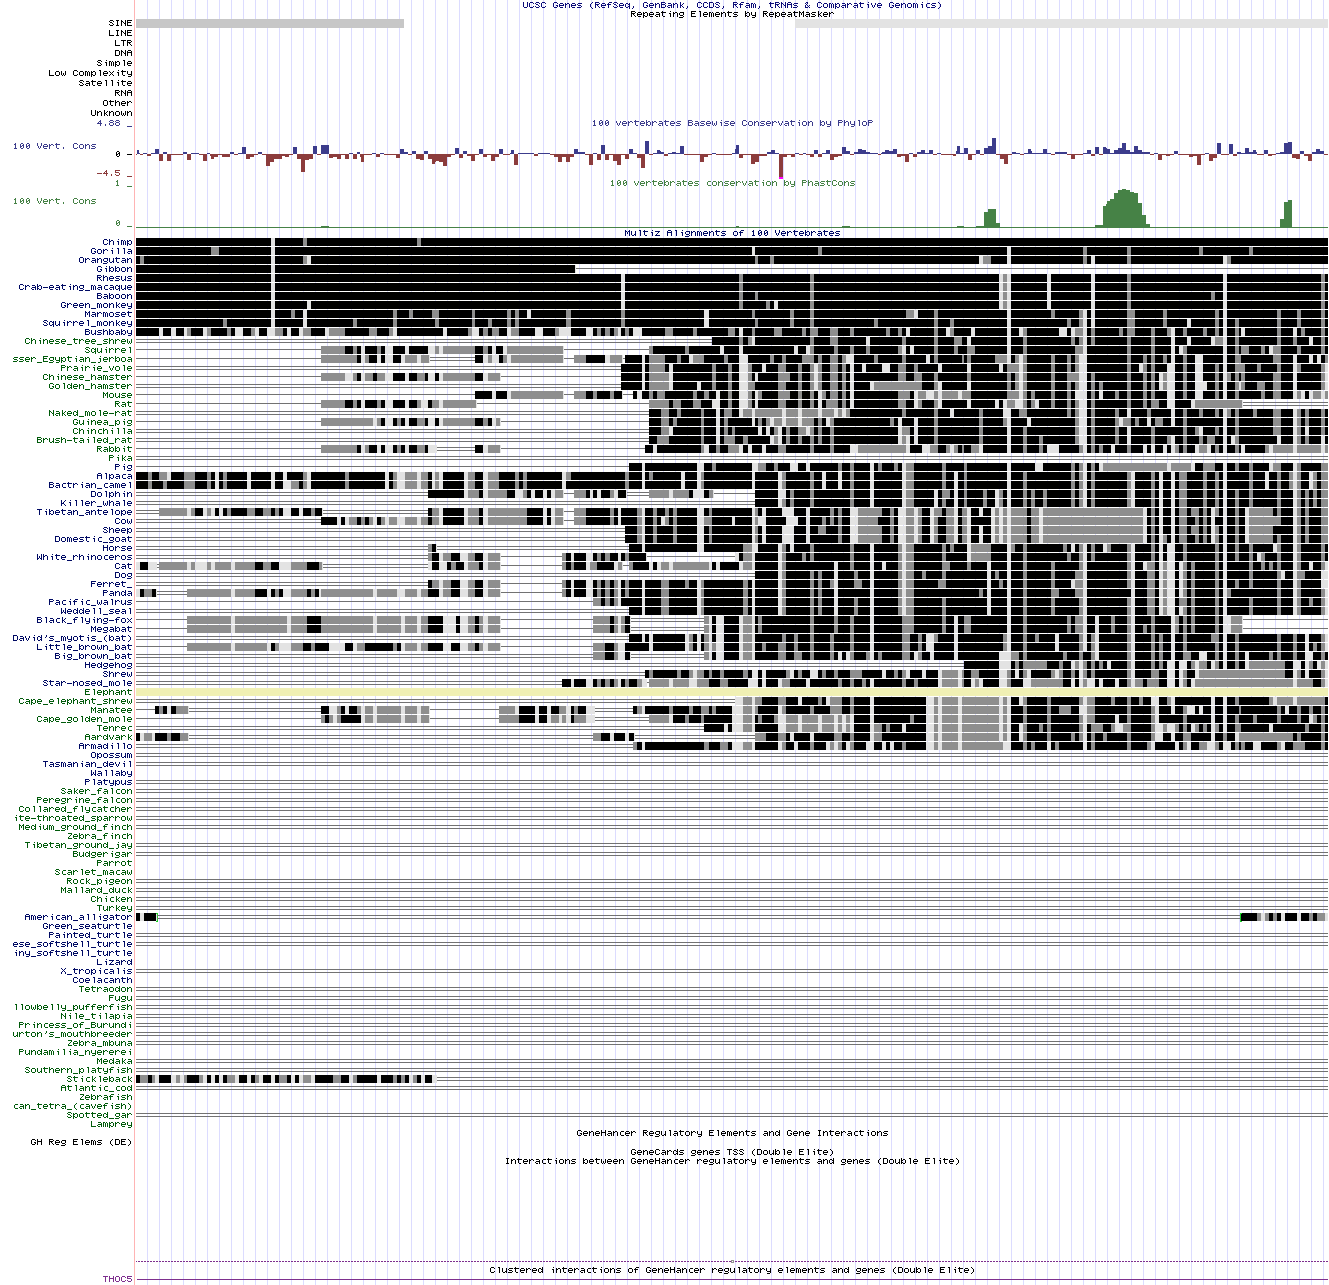 UCSC Genes (RefSeq, GenBank, CCDS, Rfam, tRNAs & Comparative Genomics)
Repeating Elements by RepeatMasker
SINE
LINE
LTR
DNA
Simple
Low Complexity
Satellite
RNA
Other
Unknown
4.88 _
100 vertebrates Basewise Conservation by PhyloP
100 Vert. Cons
0 -
-4.5 _
100 vertebrates conservation by PhastCons
1 _
100 Vert. Cons
0 _
Multiz Alignments of 100 Vertebrates
Chimp
Gorilla
Orangutan
Gibbon
Rhesus
Crab-eating_macaque
Baboon
Green_monkey
Marmoset
Squirrel_monkey
Bushbaby
Chinese_tree_shrew
Squirrel
sser_Egyptian_jerboa
Prairie_vole
Chinese_hamster
Golden_hamster
Mouse
Rat
Naked_mole-rat
Guinea_pig
Chinchilla
Brush-tailed_rat
Rabbit
Pika
Pig
Alpaca
Bactrian_camel
Dolphin
Killer_whale
Tibetan_antelope
Cow
Sheep
Domestic_goat
Horse
White_rhinoceros
Cat
Dog
Ferret_
Panda
Pacific_walrus
Weddell_seal
Black_flying-fox
Megabat
David's_myotis_(bat)
Little_brown_bat
Big_brown_bat
Hedgehog
Shrew
Star-nosed_mole
Elephant
Cape_elephant_shrew
Manatee
Cape_golden_mole
Tenrec
Aardvark
Armadillo
Opossum
Tasmanian_devil
Wallaby
Platypus
Saker_falcon
Peregrine_falcon
Collared_flycatcher
ite-throated_sparrow
Medium_ground_finch
Zebra_finch
Tibetan_ground_jay
Budgerigar
Parrot
Scarlet_macaw
Rock_pigeon
Mallard_duck
Chicken
Turkey
American_alligator
Green_seaturtle
Painted_turtle
ese_softshell_turtle
iny_softshell_turtle
Lizard
X_tropicalis
Coelacanth
Tetraodon
Fugu
llowbelly_pufferfish
Nile_tilapia
Princess_of_Burundi
urton's_mouthbreeder
Zebra_mbuna
Pundamilia_nyererei
Medaka
Southern_platyfish
Stickleback
Atlantic_cod
Zebrafish
can_tetra_(cavefish)
Spotted_gar
Lamprey
GeneHancer Regulatory Elements and Gene Interactions
GH Reg Elems (DE)
GeneCards genes TSS (Double Elite)
Interactions between GeneHancer regulatory elements and genes (Double Elite)
Clustered interactions of GeneHancer regulatory elements and genes (Double Elite)
THOC5